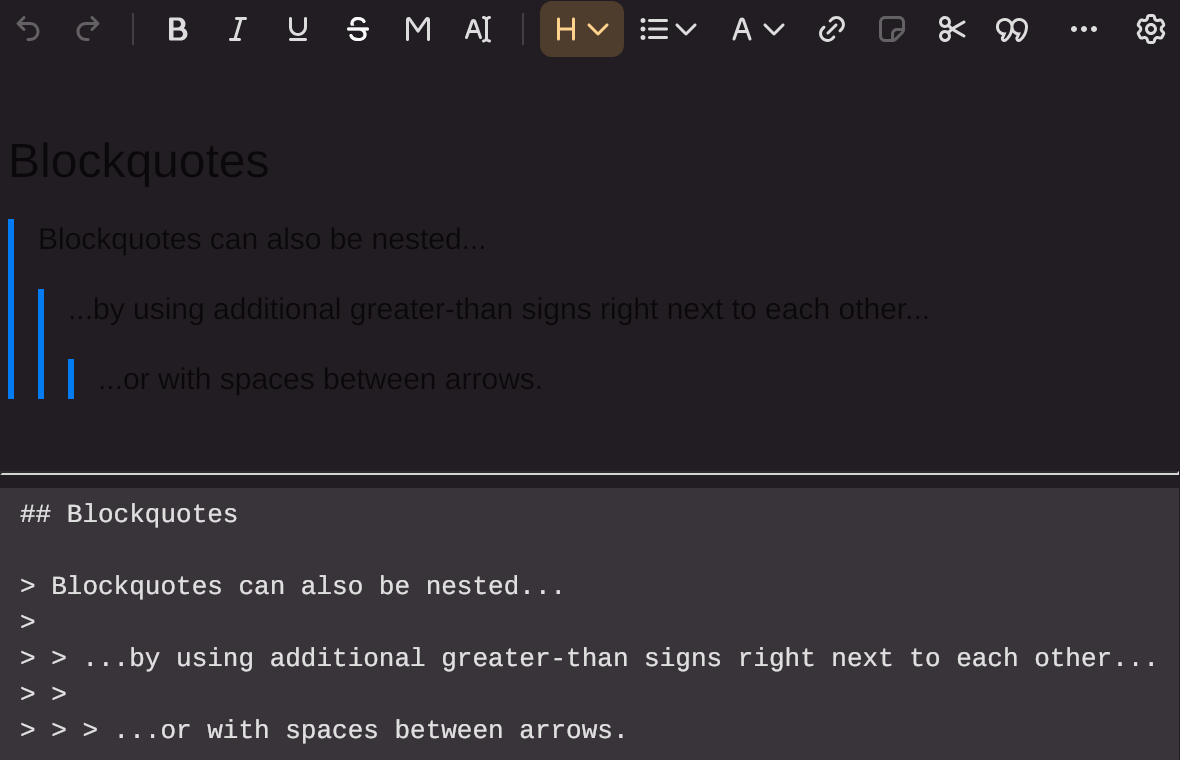 B I U S M AI H A
Blockquotes
Blockquotes can also be nested...
...by using additional greater-than signs right next to each other...
...or with spaces between arrows.
## Blockquotes
> Blockquotes can also be nested...
>
> > ...by using additional greater-than signs right next to each other...
> >
> > > ...or with spaces between arrows.